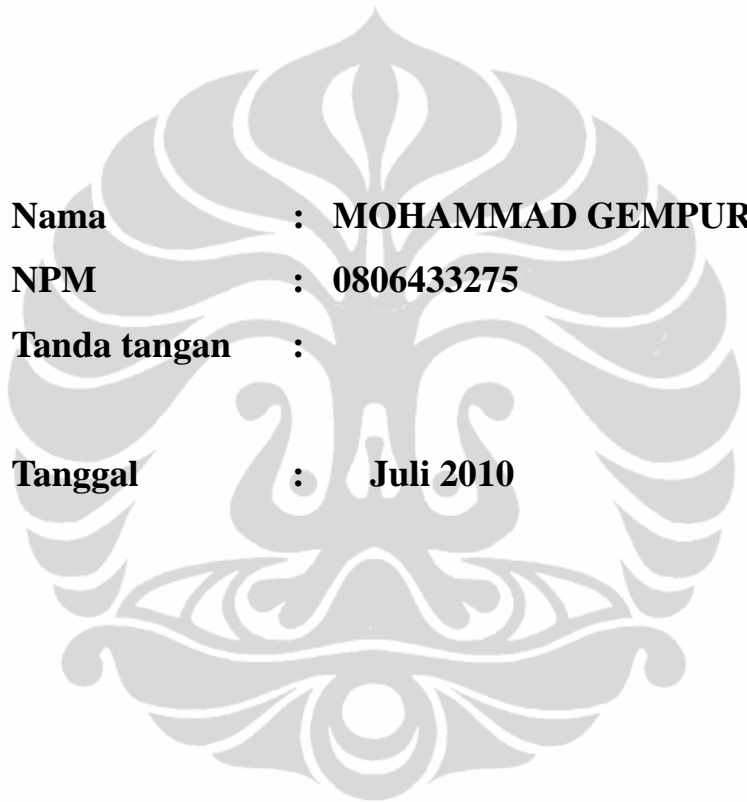 Nama : MOHAMMAD GEMPUR
NPM : 0806433275
Tanda tangan :
Tanggal : Juli 2010